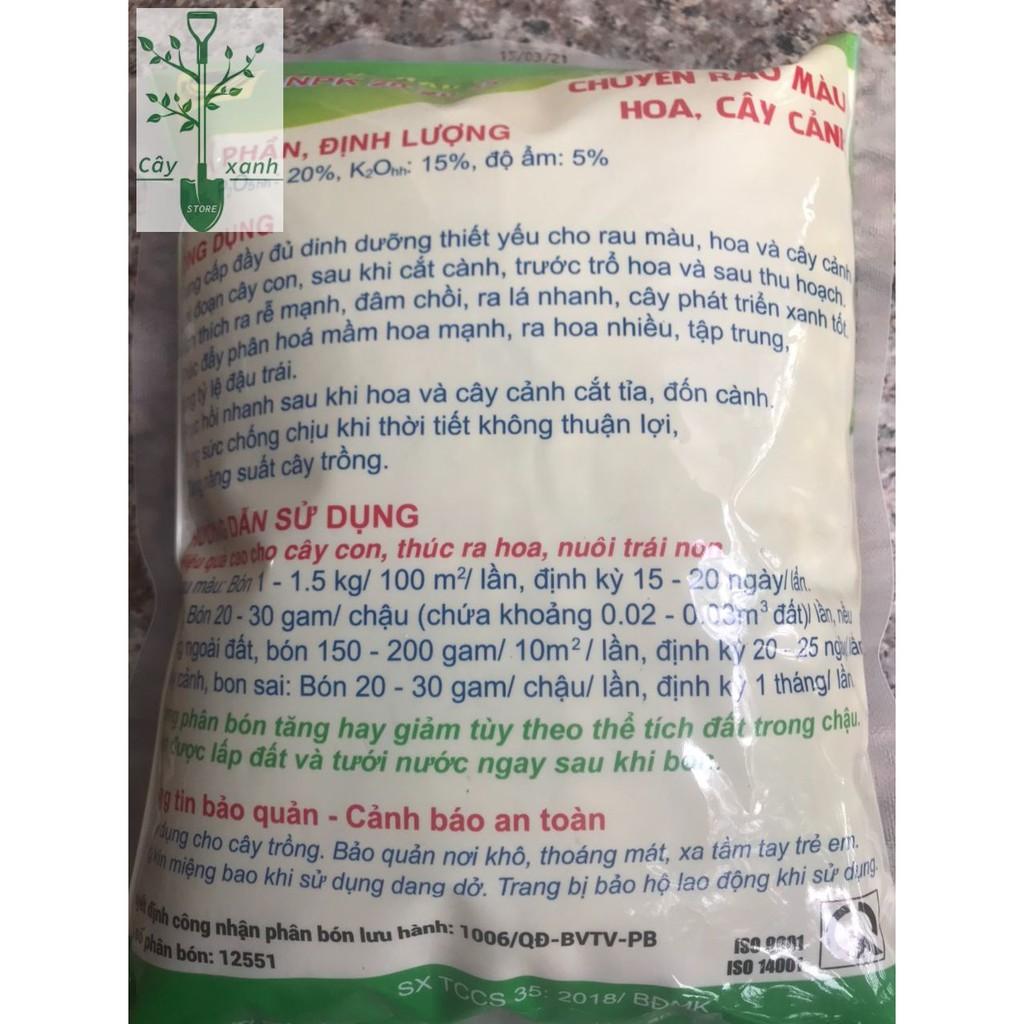 Cây xanh
STORE
15/03/21
NPK
CHUYÊN RAU MÀU
HOA, CÂY CẢNH
PHẦN, ĐỊNH LƯỢNG
20%, K₂Ohh: 15%, độ ẩm: 5%
DỤNG
cấp đầy đủ dinh dưỡng thiết yếu cho rau màu, hoa và cây cảnh
đoạn cây con, sau khi cắt cành, trước trổ hoa và sau thu hoạch.
thích ra rễ mạnh, đâm chồi, ra lá nhanh, cây phát triển xanh tốt.
đẩy phân hoá mầm hoa mạnh, ra hoa nhiều, tập trung,
tỷ lệ đậu trái.
hồi nhanh sau khi hoa và cây cảnh cắt tỉa, đốn cành.
sức chống chịu khi thời tiết không thuận lợi,
năng suất cây trồng.
DẪN SỬ DỤNG
quả cao cho cây con, thúc ra hoa, nuôi trái non
màu: Bón 1 - 1.5 kg/ 100 m²/ lần, định kỳ 15 - 20 ngày/ lần.
Bón 20 - 30 gam/ chậu (chứa khoảng 0.02 - 0.03m³ đất)/ lần, nếu
ngoài đất, bón 150 - 200 gam/ 10m² / lần, định kỳ 20 - 25 ngày/ lần
cảnh, bon sai: Bón 20 - 30 gam/ chậu/ lần, định kỳ 1 tháng/ lần
phân bón tăng hay giảm tùy theo thể tích đất trong chậu.
được lấp đất và tưới nước ngay sau khi bón.
tin bảo quản - Cảnh báo an toàn
dụng cho cây trồng. Bảo quản nơi khô, thoáng mát, xa tầm tay trẻ em.
kín miệng bao khi sử dụng dang dở. Trang bị bảo hộ lao động khi sử dụng.
định công nhận phân bón lưu hành: 1006/QĐ-BVTV-PB
phân bón: 12551
ISO 9001
ISO 14001
SX TCCS 35: 2018/ BĐMK